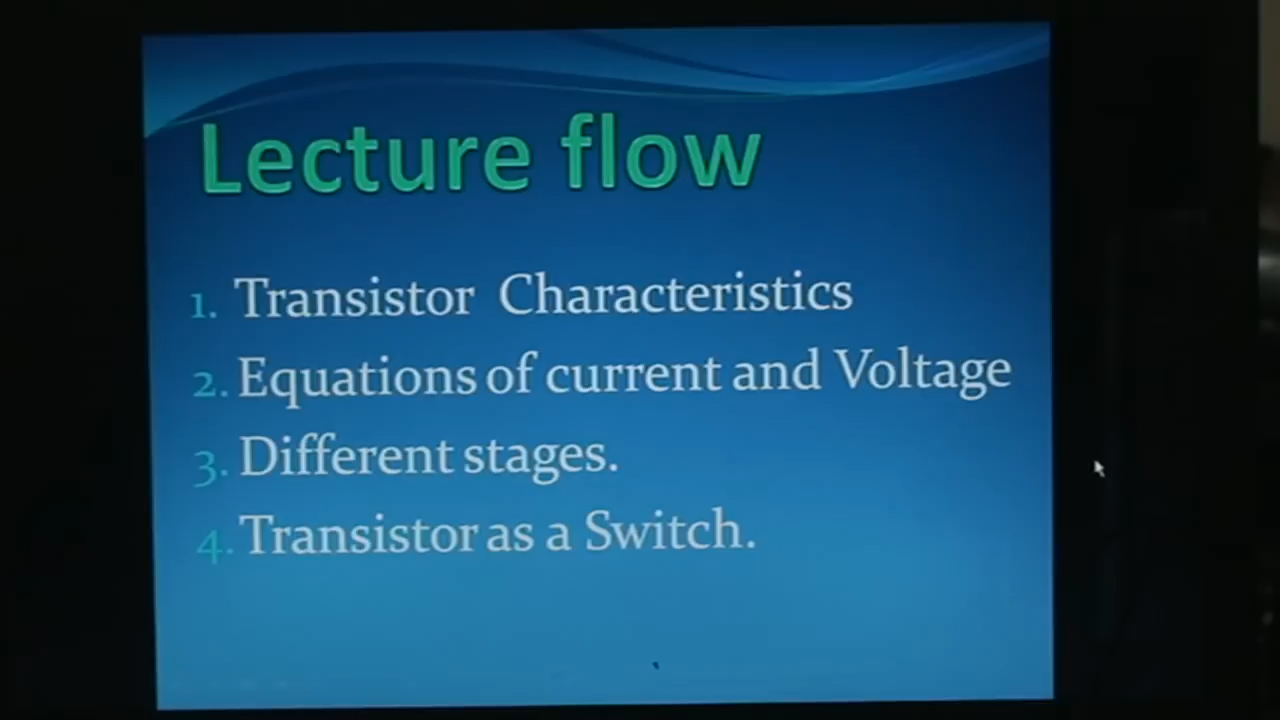 Lecture flow
1. Transistor Characteristics
2. Equations of current and Voltage
3. Different stages.
4. Transistor as a Switch.